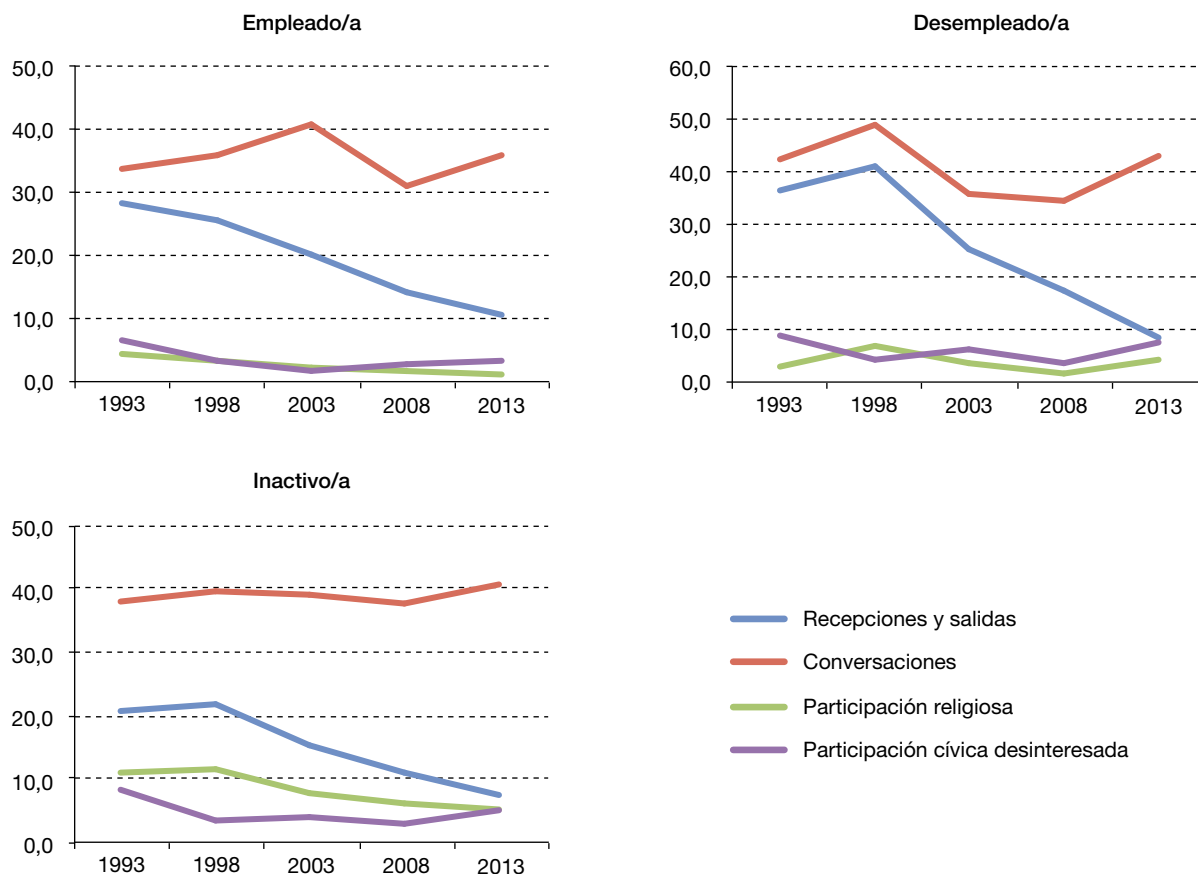 Empleado/a
50,0
40,0
30,0
20,0
10,0
0,0
1993 1998 2003 2008 2013
Desempleado/a
60,0
50,0
40,0
30,0
20,0
10,0
0,0
1993 1998 2003 2008 2013
Inactivo/a
50,0
40,0
30,0
20,0
10,0
0,0
1993 1998 2003 2008 2013
Recepciones y salidas
Conversaciones
Participación religiosa
Participación cívica desinteresada